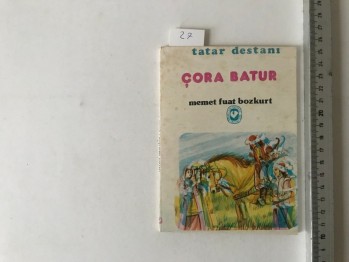 27
tatar destanı
ÇORA BATUR
memet fuat bozkurt